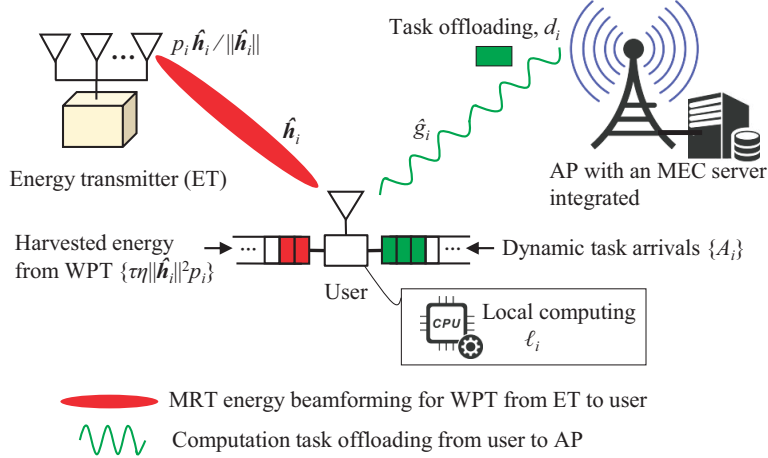 p_i ĥ_i / ||ĥ_i||
Task offloading, d_i
ĥ_i
ĝ_i
Energy transmitter (ET)
AP with an MEC server
integrated
Harvested energy
from WPT {τη||ĥ_i||²p_i}
···
···
Dynamic task arrivals {A_i}
User
CPU
Local computing
ℓ_i
MRT energy beamforming for WPT from ET to user
Computation task offloading from user to AP